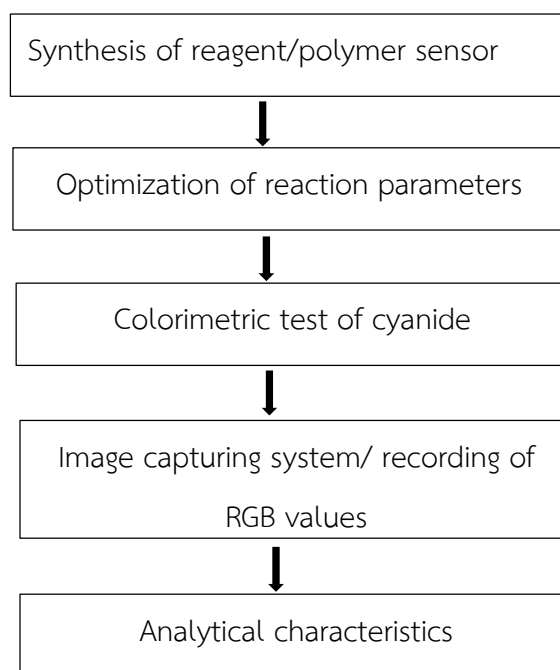 Synthesis of reagent/polymer sensor
Optimization of reaction parameters
Colorimetric test of cyanide
Image capturing system/ recording of
RGB values
Analytical characteristics